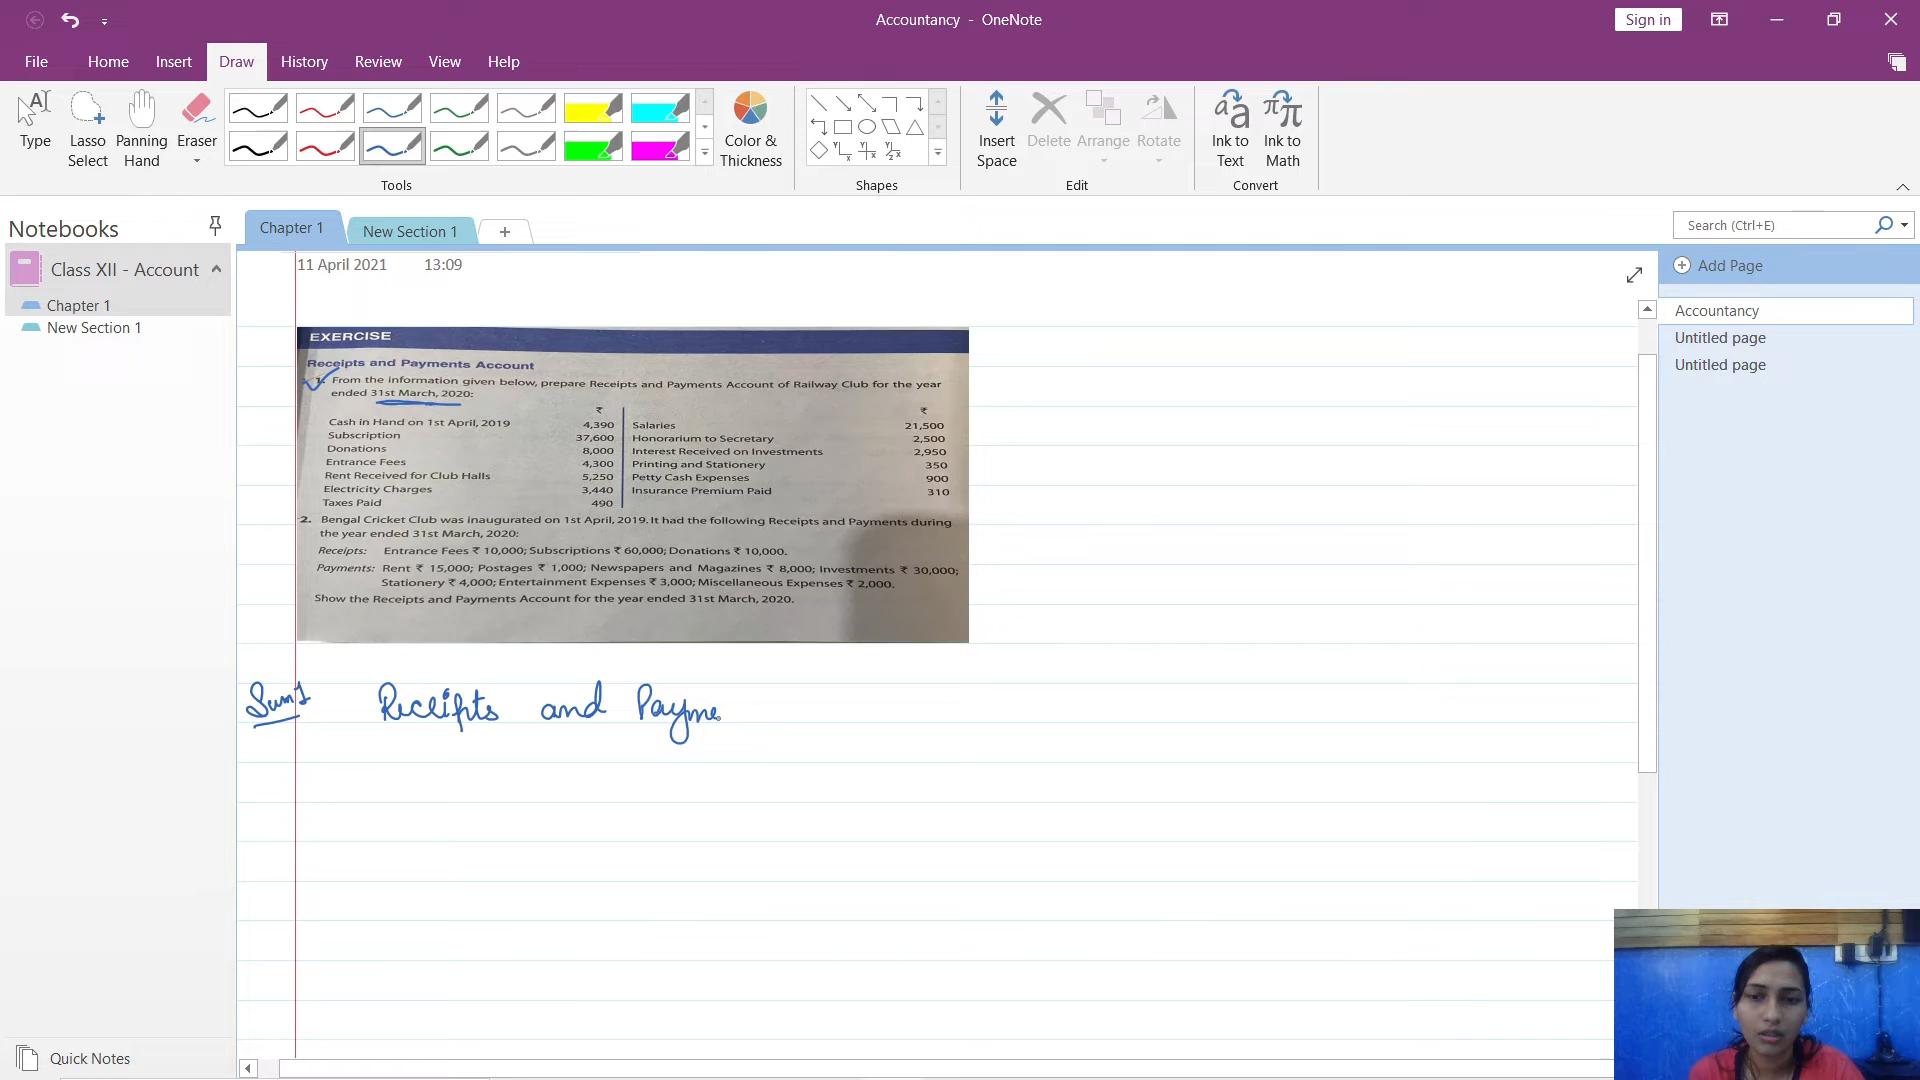 Accountancy - OneNote
Sign in
File Home Insert Draw History Review View Help
Type
Lasso Select
Panning Hand
Eraser
Color & Thickness
Insert Space
Delete
Arrange
Rotate
Ink to Text
Ink to Math
Tools
Shapes
Edit
Convert
Notebooks
Class XII - Account
Chapter 1
New Section 1
Quick Notes
Chapter 1
New Section 1
Search (Ctrl+E)
Add Page
Accountancy
Untitled page
Untitled page
11 April 2021 13:09
EXERCISE
Receipts and Payments Account
1. From the information given below, prepare Receipts and Payments Account of Railway Club for the year
ended 31st March, 2020:
₹ ₹
Cash in Hand on 1st April, 2019 4,390 Salaries 21,500
Subscription 37,600 Honorarium to Secretary 2,500
Donations 8,000 Interest Received on Investments 2,950
Entrance Fees 4,300 Printing and Stationery 350
Rent Received for Club Halls 5,250 Petty Cash Expenses 900
Electricity Charges 3,440 Insurance Premium Paid 310
Taxes Paid 490
2. Bengal Cricket Club was inaugurated on 1st April, 2019. It had the following Receipts and Payments during
the year ended 31st March, 2020:
Receipts: Entrance Fees ₹ 10,000; Subscriptions ₹ 60,000; Donations ₹ 10,000.
Payments: Rent ₹ 15,000; Postages ₹ 1,000; Newspapers and Magazines ₹ 8,000; Investments ₹ 30,000;
Stationery ₹ 4,000; Entertainment Expenses ₹ 3,000; Miscellaneous Expenses ₹ 2,000.
Show the Receipts and Payments Account for the year ended 31st March, 2020.
Sum 1 Receipts and Payme